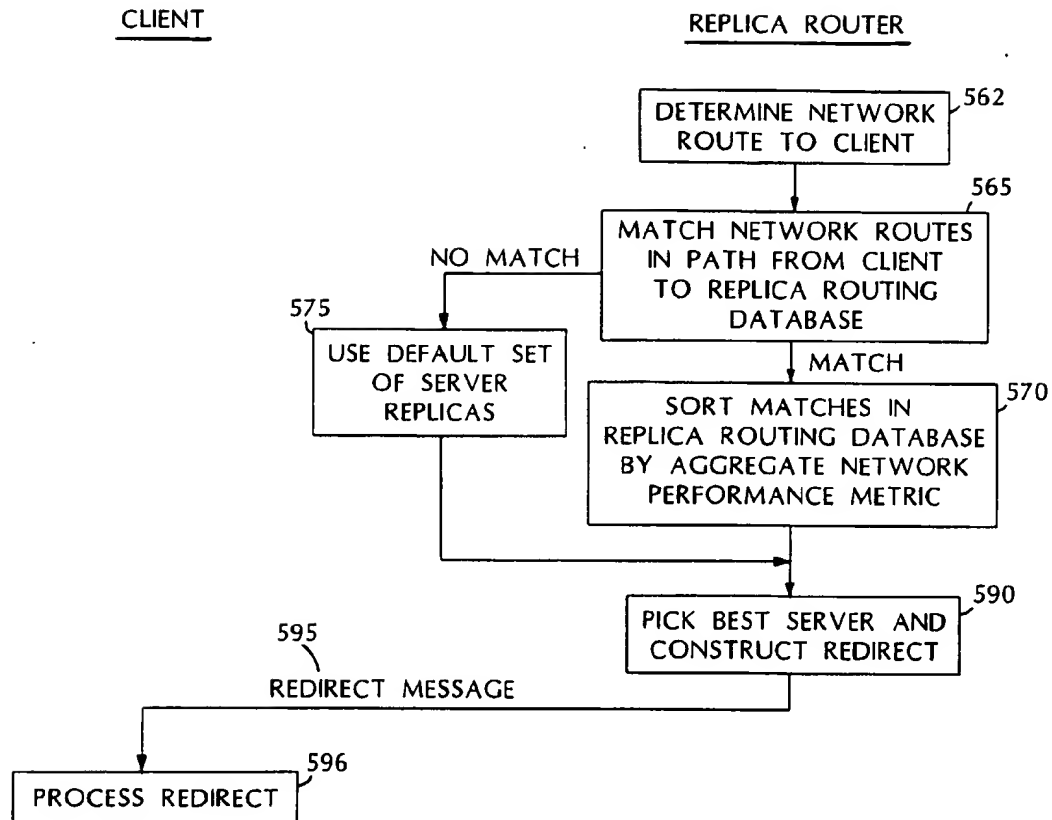 CLIENT
REPLICA ROUTER
562
DETERMINE NETWORK
ROUTE TO CLIENT
565
MATCH NETWORK ROUTES
IN PATH FROM CLIENT
TO REPLICA ROUTING
DATABASE
NO MATCH
575
USE DEFAULT SET
OF SERVER
REPLICAS
MATCH
570
SORT MATCHES IN
REPLICA ROUTING DATABASE
BY AGGREGATE NETWORK
PERFORMANCE METRIC
590
PICK BEST SERVER AND
CONSTRUCT REDIRECT
595
REDIRECT MESSAGE
596
PROCESS REDIRECT